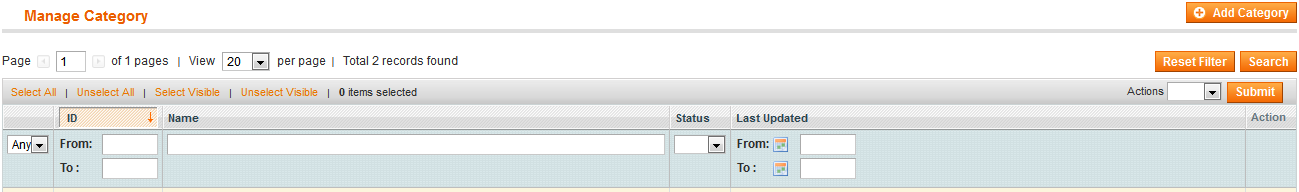 Manage Category
Add Category
Page 1 of 1 pages | View 20 per page | Total 2 records found
Reset Filter Search
Select All | Unselect All | Select Visible | Unselect Visible | 0 items selected
Actions Submit
ID Name Status Last Updated Action
Any From: From:
To : To :